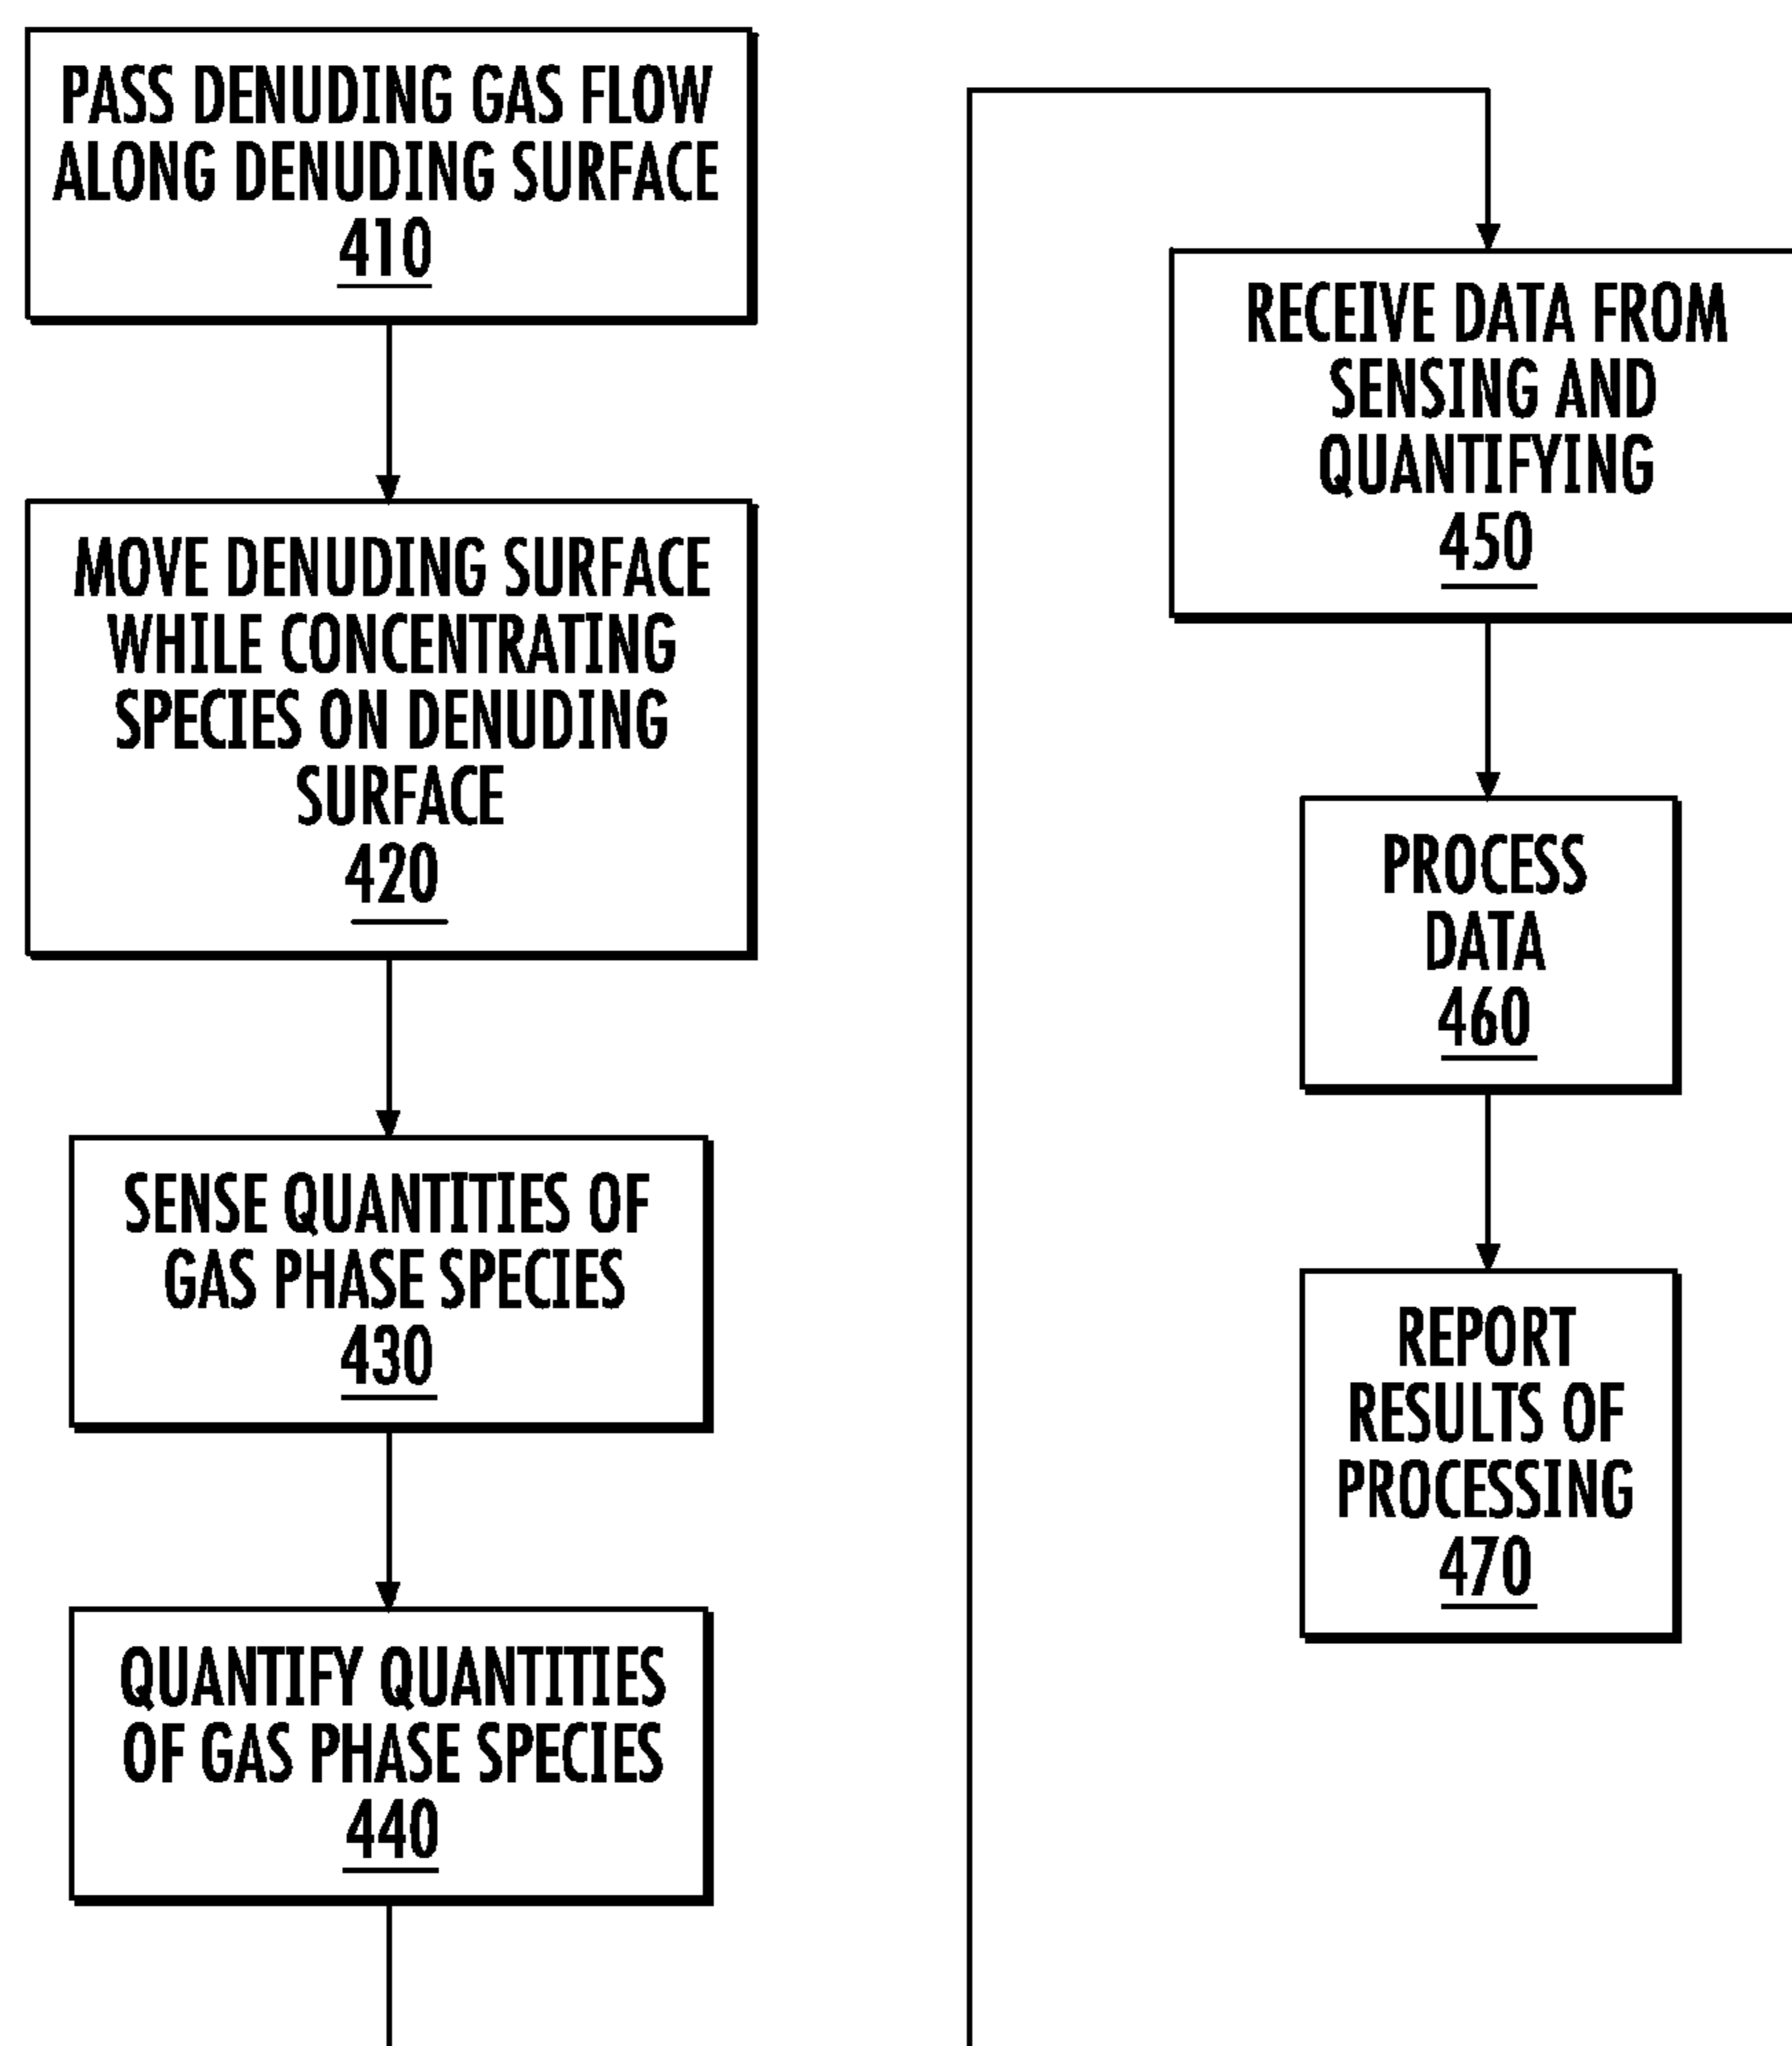 PASS DENUDING GAS FLOW
ALONG DENUDING SURFACE
410
MOVE DENUDING SURFACE
WHILE CONCENTRATING
SPECIES ON DENUDING
SURFACE
420
SENSE QUANTITIES OF
GAS PHASE SPECIES
430
QUANTIFY QUANTITIES
OF GAS PHASE SPECIES
440
RECEIVE DATA FROM
SENSING AND
QUANTIFYING
450
PROCESS
DATA
460
REPORT
RESULTS OF
PROCESSING
470